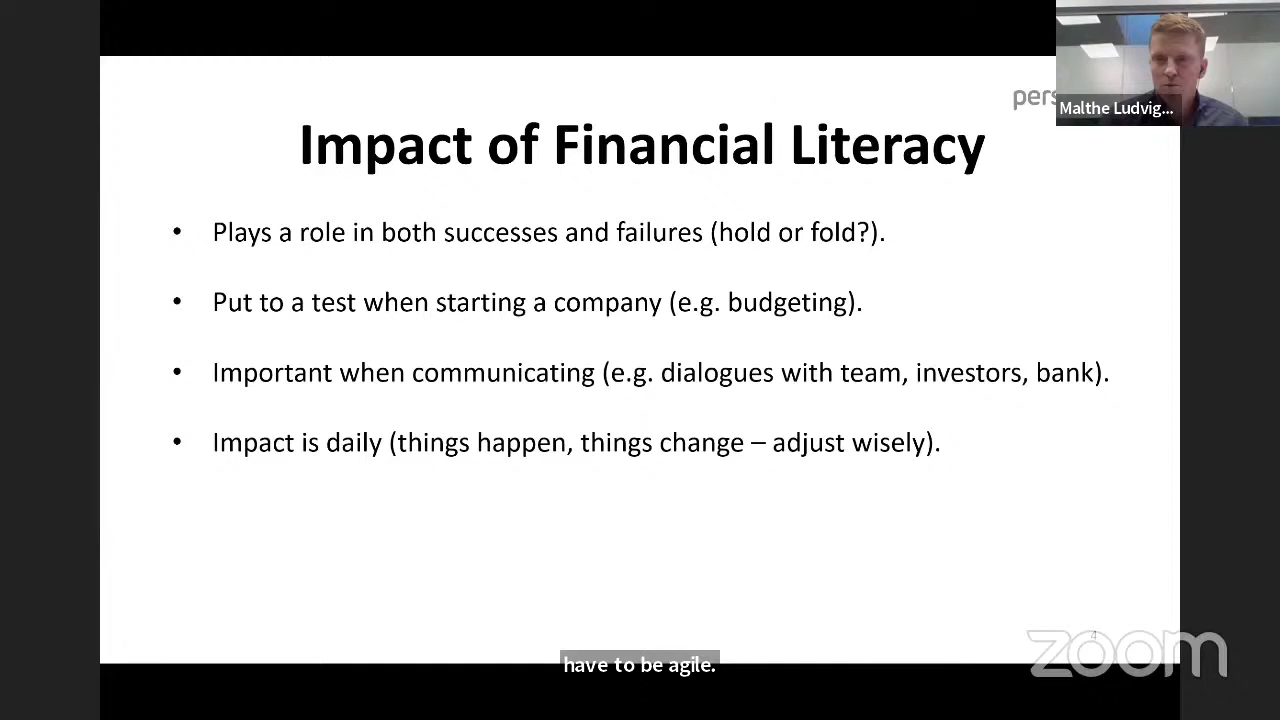 Malthe Ludvig...
Impact of Financial Literacy
• Plays a role in both successes and failures (hold or fold?).
• Put to a test when starting a company (e.g. budgeting).
• Important when communicating (e.g. dialogues with team, investors, bank).
• Impact is daily (things happen, things change – adjust wisely).
4
zoom
have to be agile.